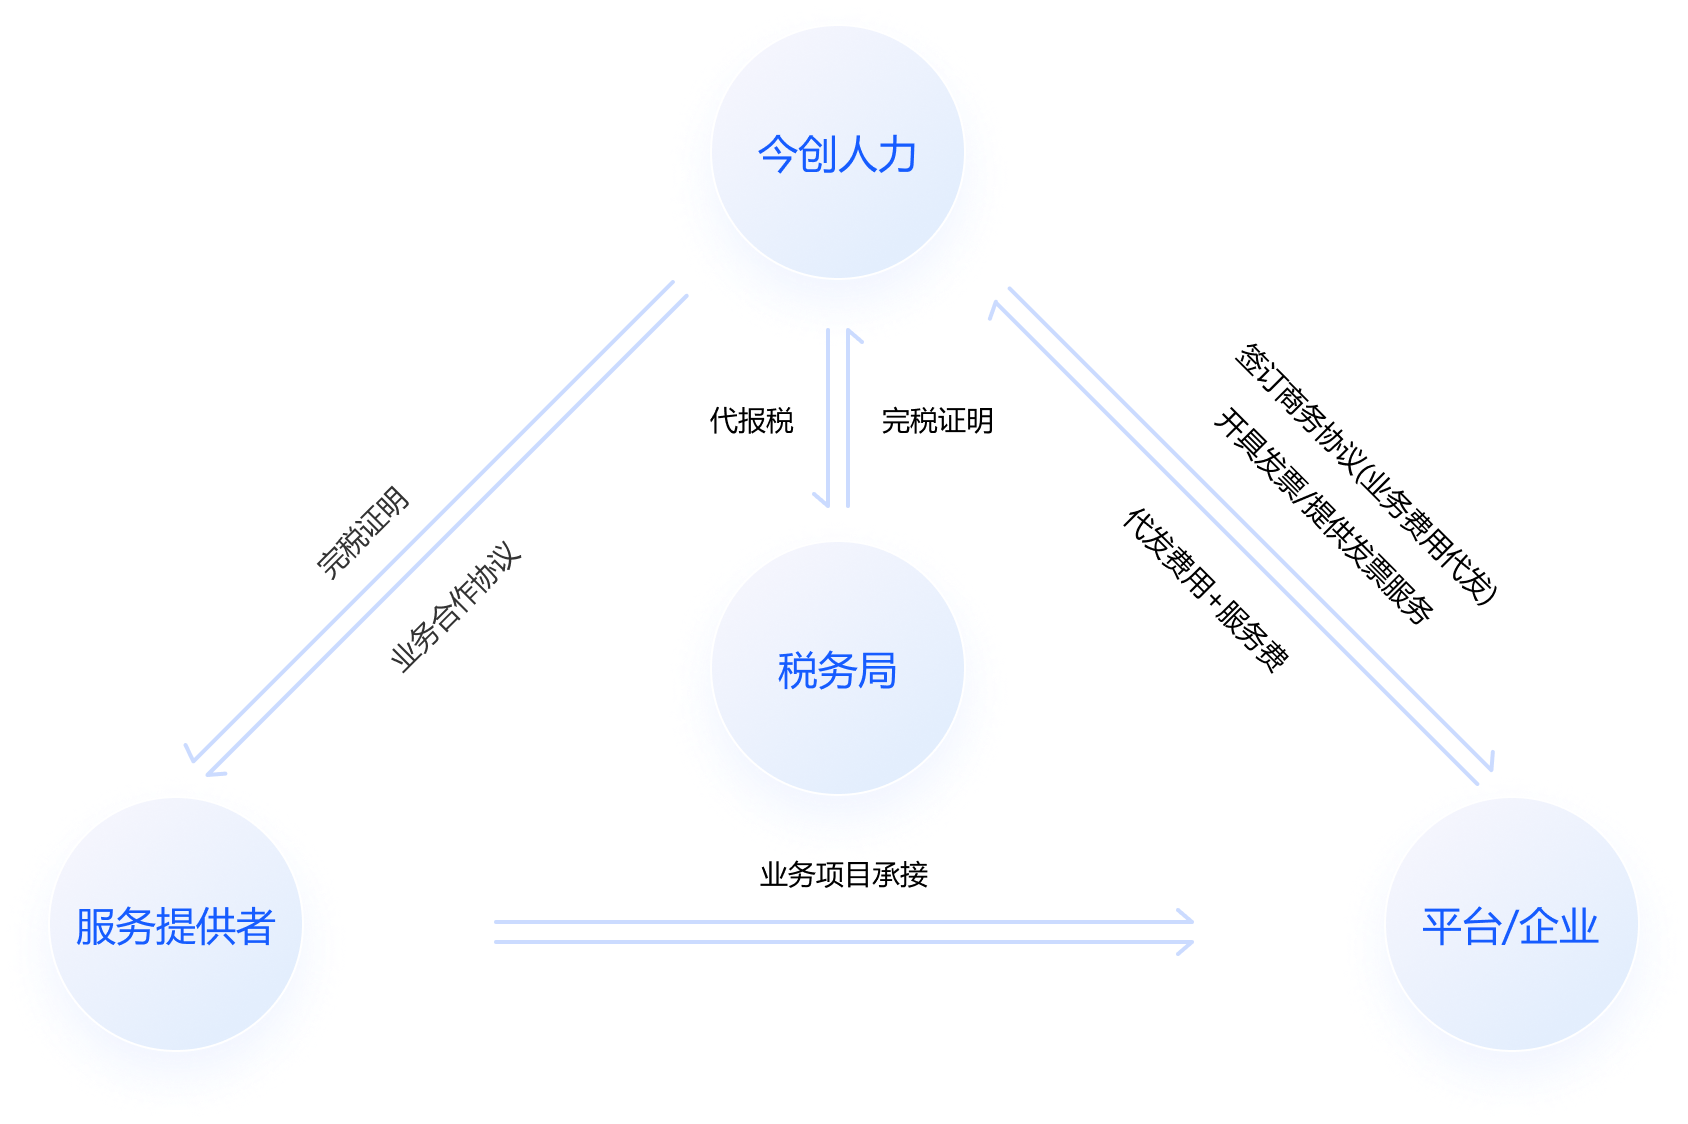 今创人力
签订商务协议(业务费用代发)
开具发票/提供发票服务
代报税
完税证明
完税证明
业务合作协议
代发费用+服务费
税务局
业务项目承接
服务提供者
平台/企业